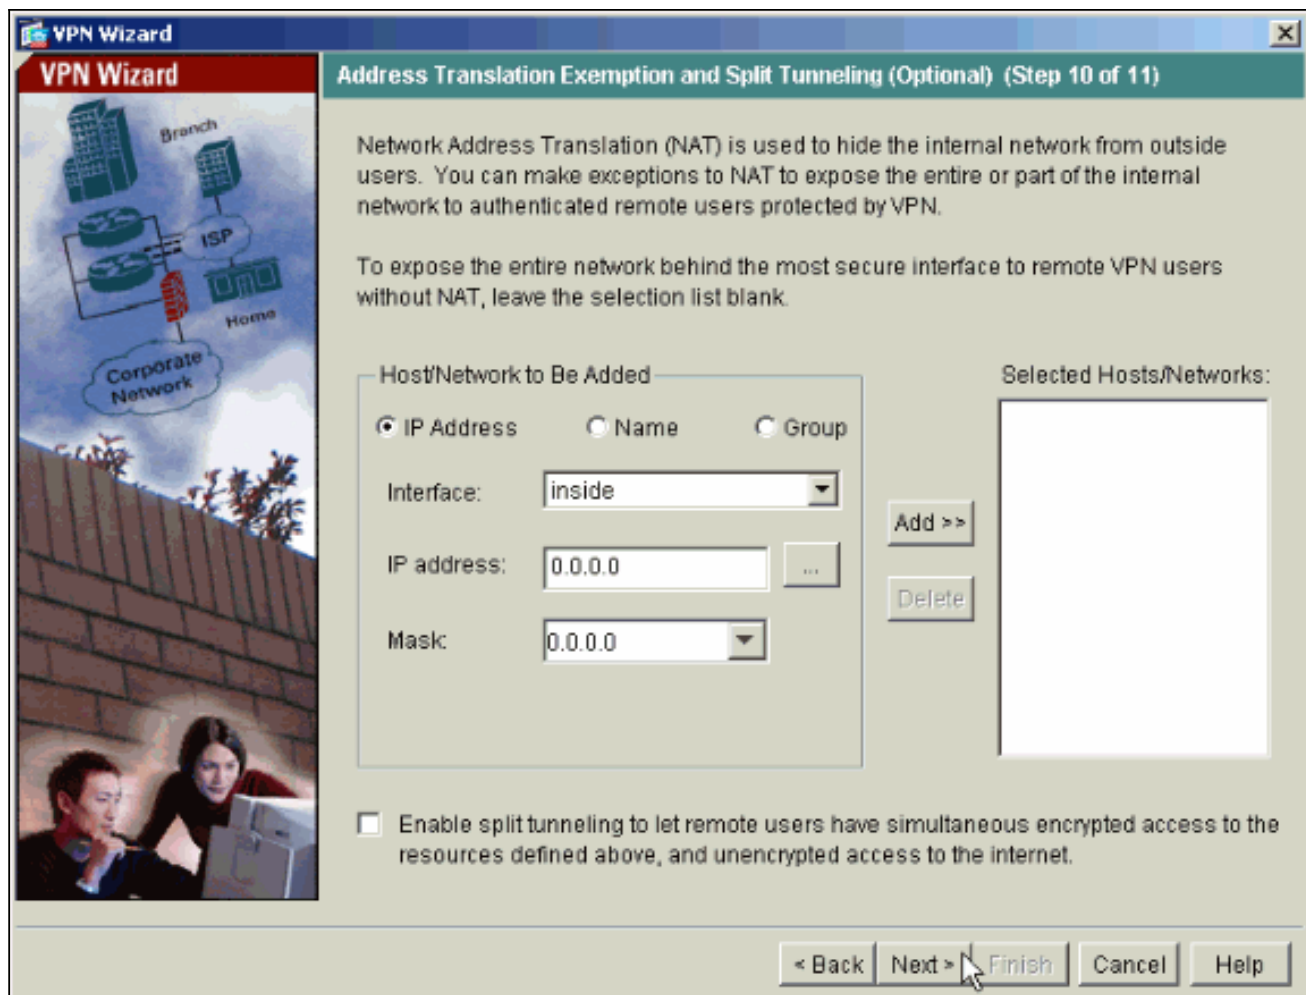 VPN Wizard
VPN Wizard
Address Translation Exemption and Split Tunneling (Optional) (Step 10 of 11)
Branch
ISP
Home
Corporate
Network
Network Address Translation (NAT) is used to hide the internal network from outside
users. You can make exceptions to NAT to expose the entire or part of the internal
network to authenticated remote users protected by VPN.
To expose the entire network behind the most secure interface to remote VPN users
without NAT, leave the selection list blank.
Host/Network to Be Added
IP Address Name Group
Interface: inside
IP address: 0.0.0.0 ...
Mask: 0.0.0.0
Add >>
Delete
Selected Hosts/Networks:
Enable split tunneling to let remote users have simultaneous encrypted access to the
resources defined above, and unencrypted access to the internet.
< Back Next > Finish Cancel Help